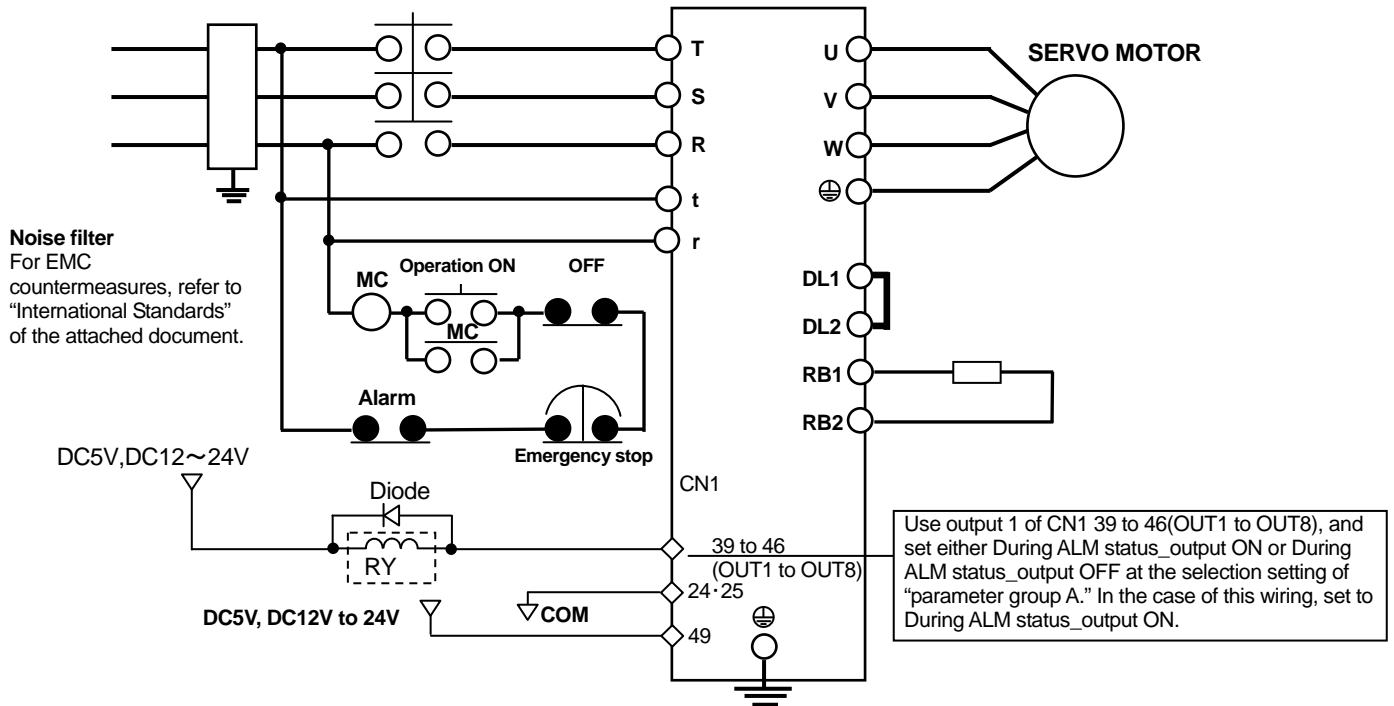 T
U
SERVO MOTOR
S
V
R
W
t
r
Noise filter
For EMC
countermeasures, refer to
“International Standards”
of the attached document.
MC
Operation ON
OFF
MC
DL1
DL2
RB1
RB2
Alarm
Emergency stop
DC5V,DC12～24V
Diode
RY
CN1
39 to 46
(OUT1 to OUT8)
24･25
COM
DC5V, DC12V to 24V
49
Use output 1 of CN1 39 to 46(OUT1 to OUT8), and
set either During ALM status_output ON or During
ALM status_output OFF at the selection setting of
“parameter group A.” In the case of this wiring, set to
During ALM status_output ON.